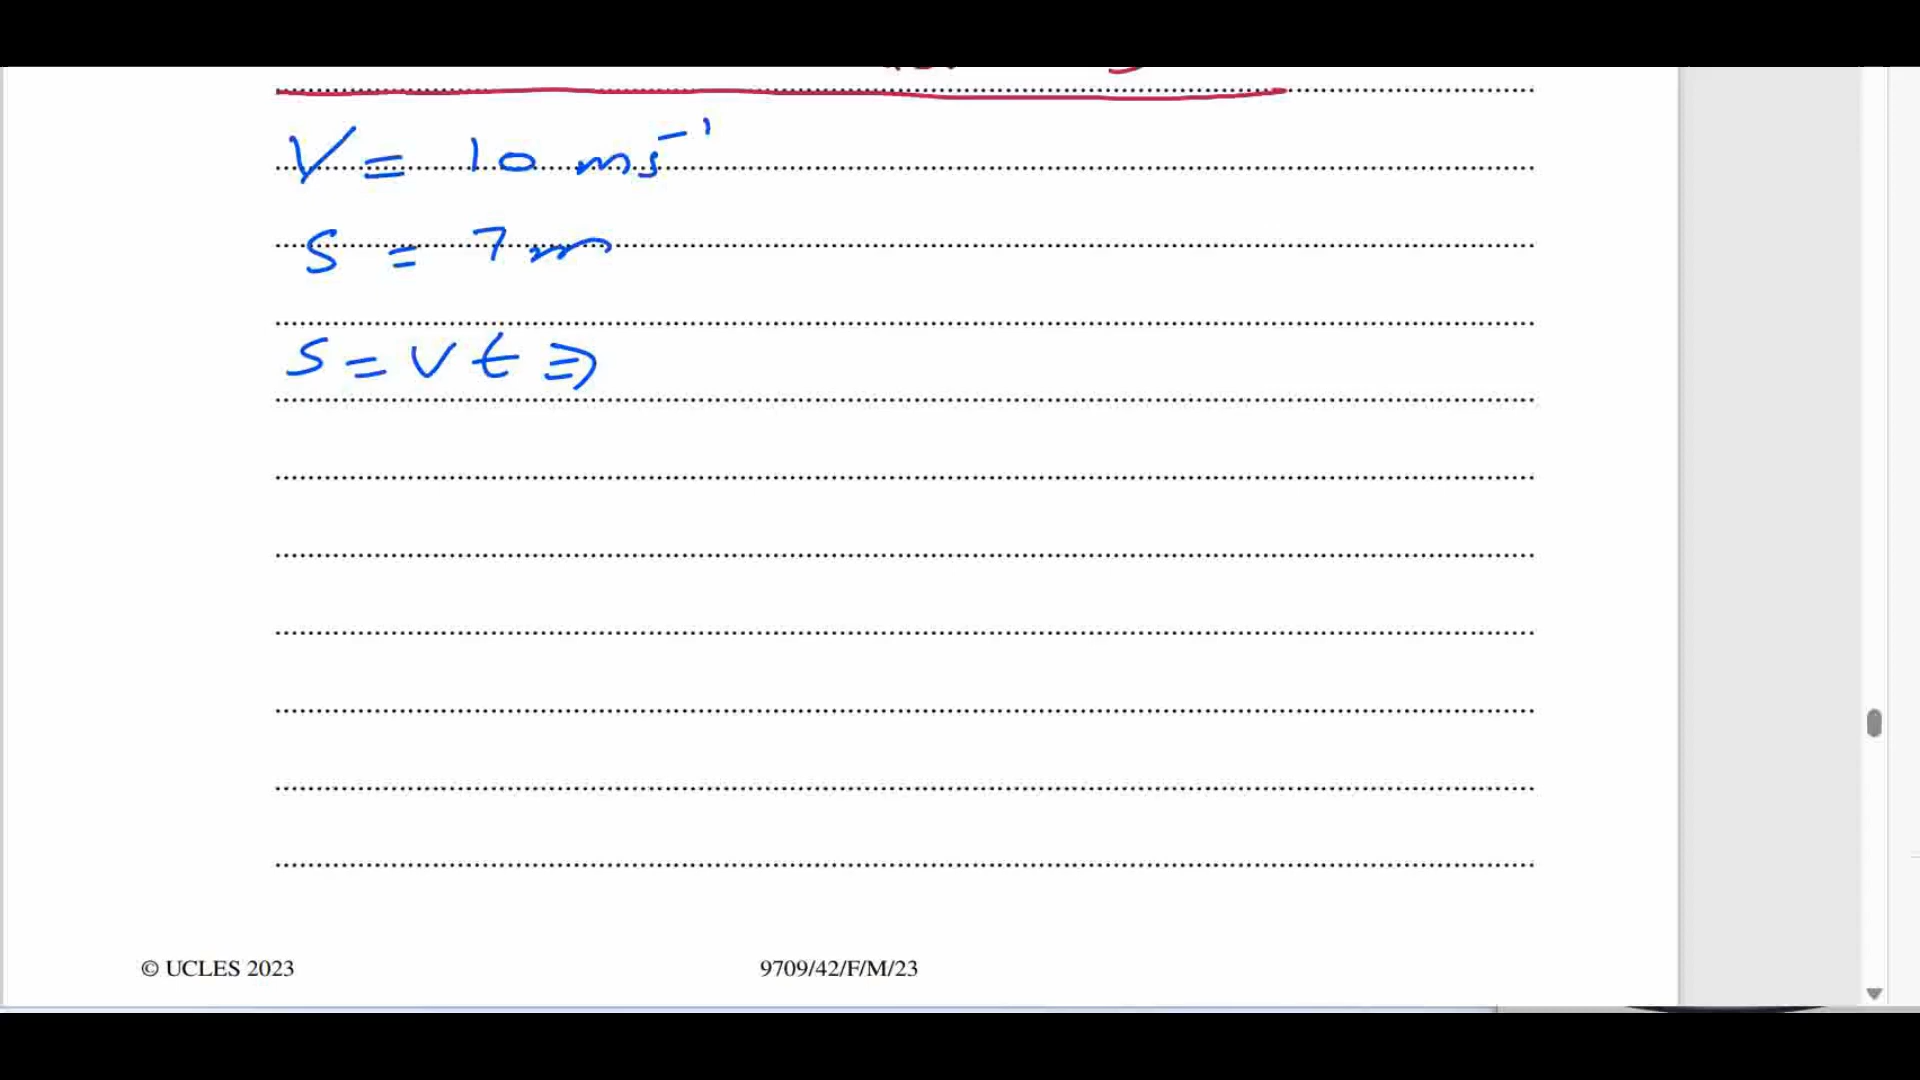 V = 10 ms⁻¹
S = 7 m
S = V t ⇒
© UCLES 2023 9709/42/F/M/23